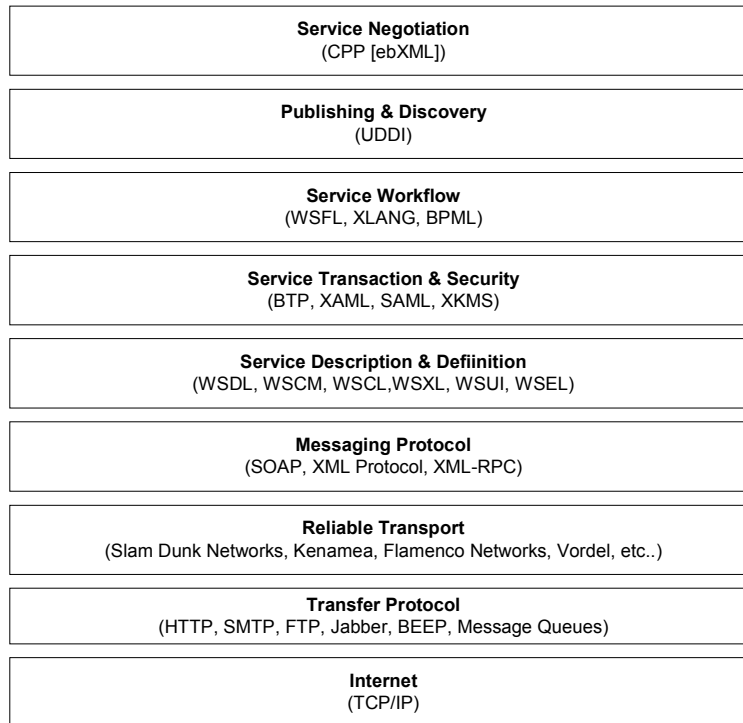 Service Negotiation
(CPP [ebXML])
Publishing & Discovery
(UDDI)
Service Workflow
(WSFL, XLANG, BPML)
Service Transaction & Security
(BTP, XAML, SAML, XKMS)
Service Description & Defiinition
(WSDL, WSCM, WSCL,WSXL, WSUI, WSEL)
Messaging Protocol
(SOAP, XML Protocol, XML-RPC)
Reliable Transport
(Slam Dunk Networks, Kenamea, Flamenco Networks, Vordel, etc..)
Transfer Protocol
(HTTP, SMTP, FTP, Jabber, BEEP, Message Queues)
Internet
(TCP/IP)